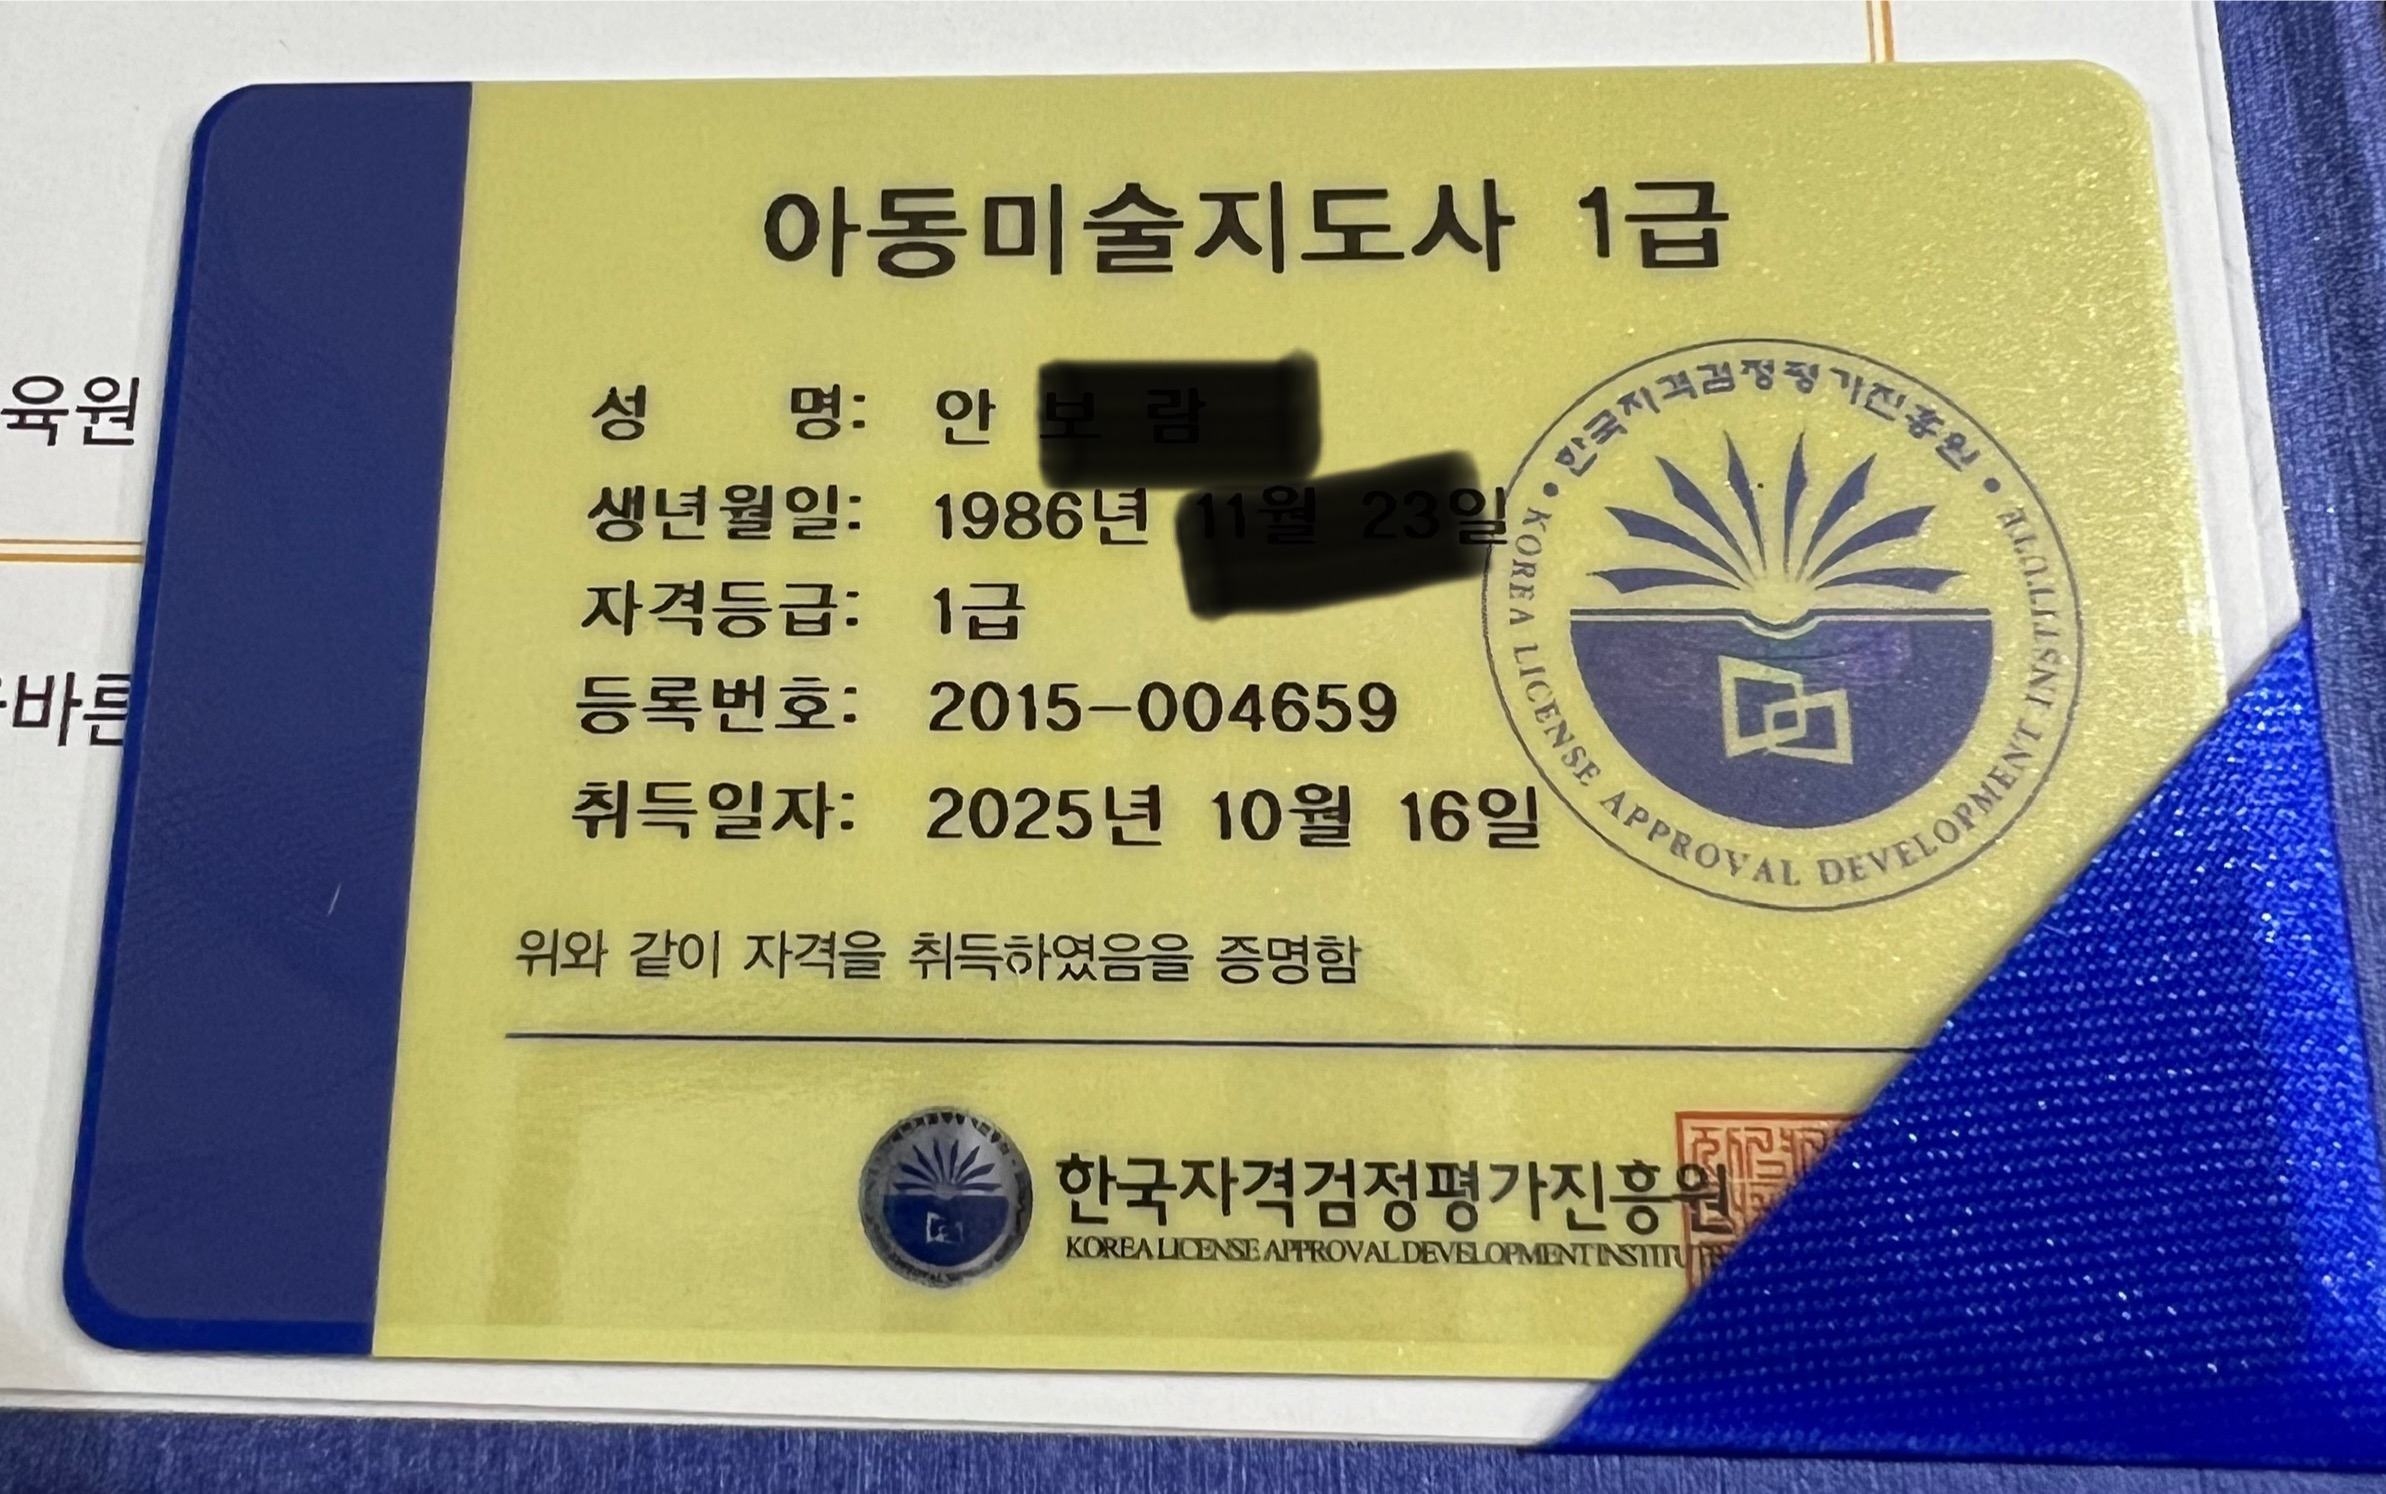 아동미술지도사 1급
성 명: 안
생년월일: 1986년 일
자격등급: 1급
등록번호: 2015-004659
취득일자: 2025년 10월 16일
위와 같이 자격을 취득하였음을 증명함
한국자격검정평가진흥원
KOREA LICENSE APPROVAL DEVELOPMENT INSTITUTE
한국자격검정평가진흥원
KOREA LICENSE APPROVAL DEVELOPMENT INSTITUTE
육원
바른